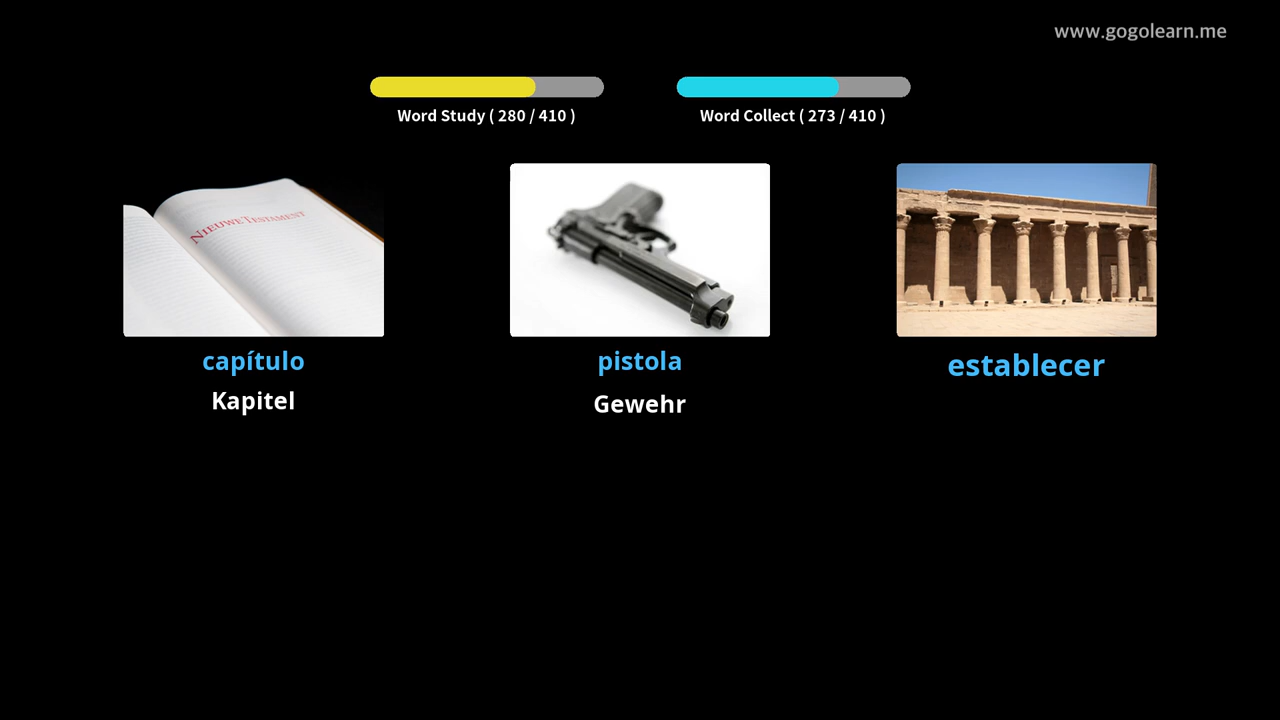 www.gogolearn.me
Word Study ( 280 / 410 )
Word Collect ( 273 / 410 )
NIEUWE TESTAMENT
capítulo
pistola
establecer
Kapitel
Gewehr